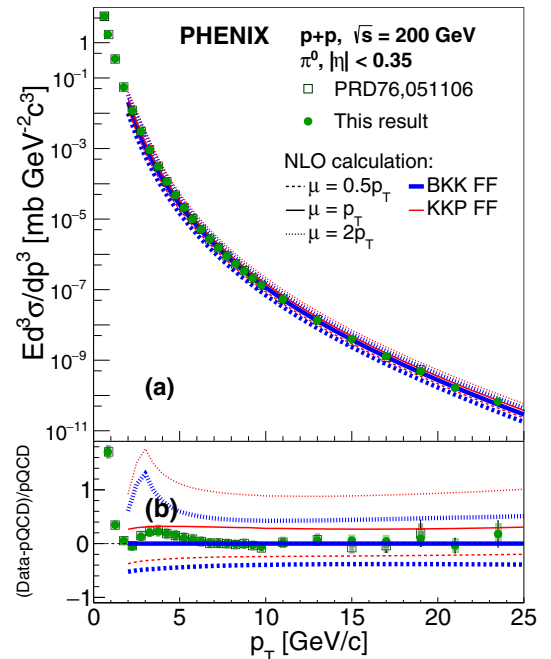 PHENIX
p+p, √s = 200 GeV
π⁰, |η| < 0.35
PRD76,051106
This result
NLO calculation:
μ = 0.5p_T
μ = p_T
μ = 2p_T
BKK FF
KKP FF
Ed³σ/dp³ [mb GeV⁻²c³]
10
10⁻¹
10⁻³
10⁻⁵
10⁻⁷
10⁻⁹
10⁻¹¹
(a)
(Data-pQCD)/pQCD
1
0
−1
(b)
0 5 10 15 20 25
p_T [GeV/c]